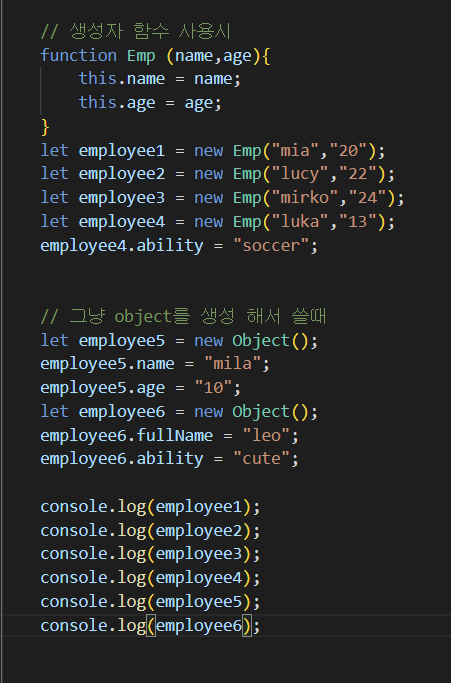 // 생성자 함수 사용시
function Emp (name,age){
    this.name = name;
    this.age = age;
}
let employee1 = new Emp("mia","20");
let employee2 = new Emp("lucy","22");
let employee3 = new Emp("mirko","24");
let employee4 = new Emp("luka","13");
employee4.ability = "soccer";
// 그냥 object를 생성 해서 쓸때
let employee5 = new Object();
employee5.name = "mila";
employee5.age = "10";
let employee6 = new Object();
employee6.fullName = "leo";
employee6.ability = "cute";
console.log(employee1);
console.log(employee2);
console.log(employee3);
console.log(employee4);
console.log(employee5);
console.log(employee6);